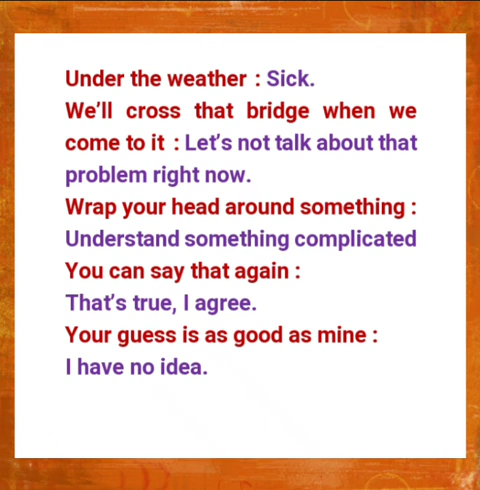 Under the weather : Sick.
We’ll cross that bridge when we
come to it : Let’s not talk about that
problem right now.
Wrap your head around something :
Understand something complicated
You can say that again :
That’s true, I agree.
Your guess is as good as mine :
I have no idea.